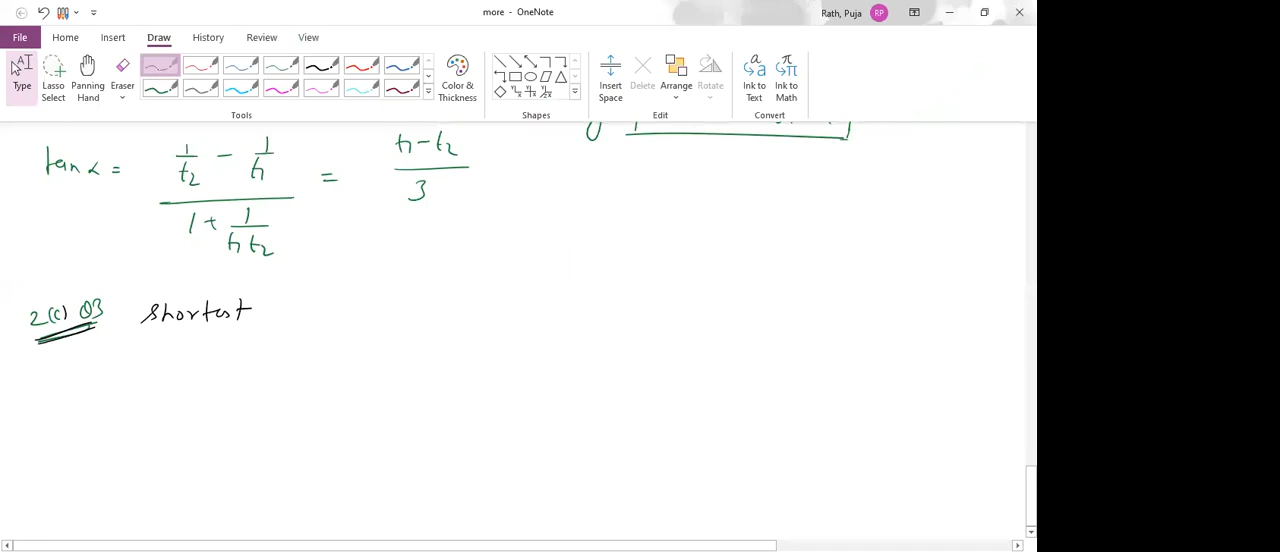 more - OneNote
Rath, Puja RP
File Home Insert Draw History Review View
Type
Lasso Select
Panning Hand
Eraser
Color & Thickness
Insert Space
Delete
Arrange
Rotate
Ink to Text
Ink to Math
Tools Shapes Edit Convert
tan α = (1/t2 - 1/t1) / (1 + 1/(t1 t2)) = (t1 - t2) / 3
2(c) Q3 shortest